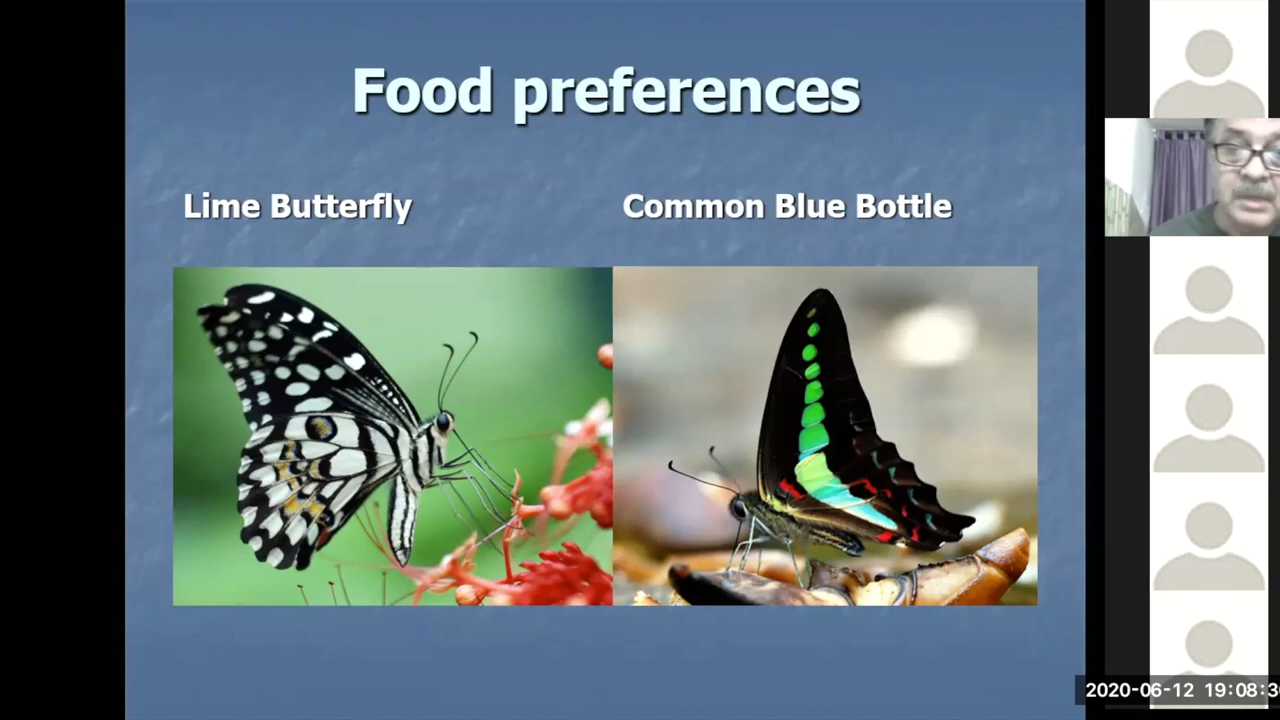 Food preferences
Lime Butterfly
Common Blue Bottle
2020-06-12 19:08:3